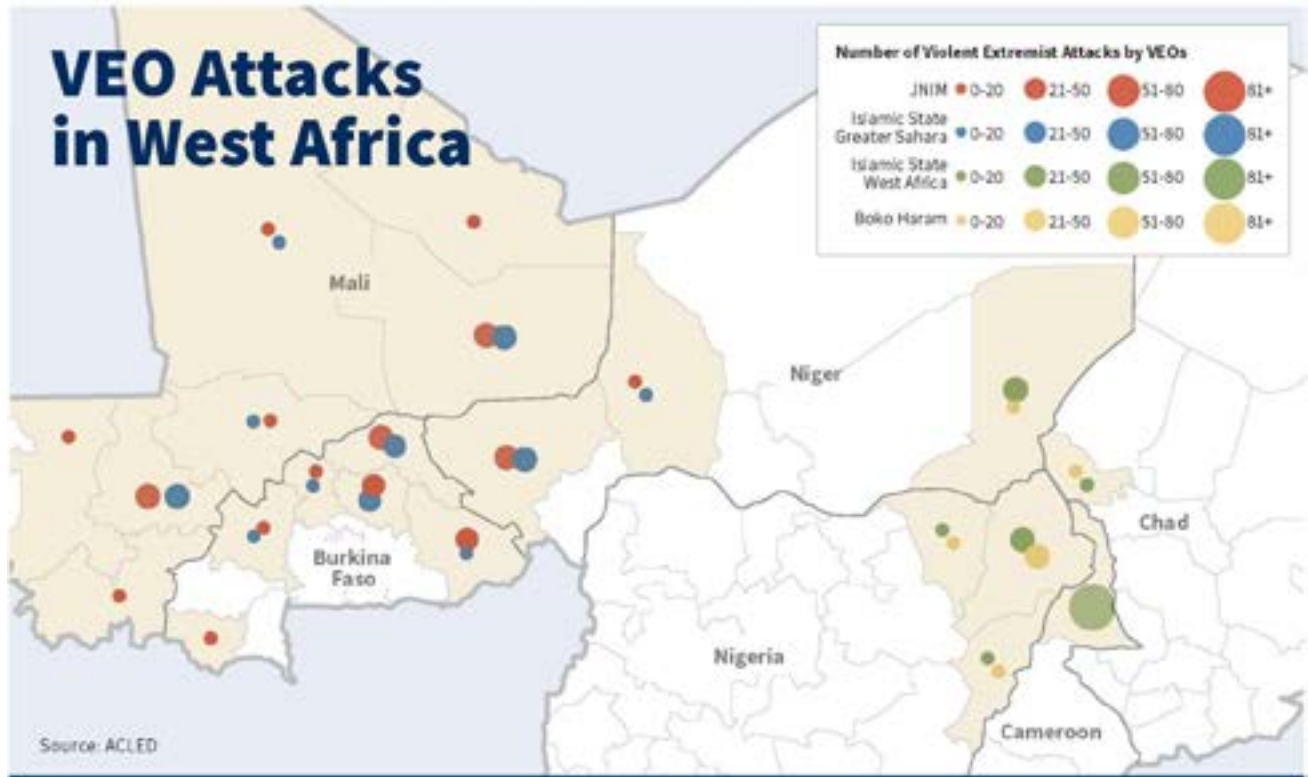 VEO Attacks
in West Africa
Number of Violent Extremist Attacks by VEOs
JNIM 0-20 21-50 51-80 81+
Islamic State
Greater Sahara 0-20 21-50 51-80 81+
Islamic State
West Africa 0-20 21-50 51-80 81+
Boko Haram 0-20 21-50 51-80 81+
Mali
Niger
Chad
Burkina
Faso
Nigeria
Cameroon
Source: ACLED